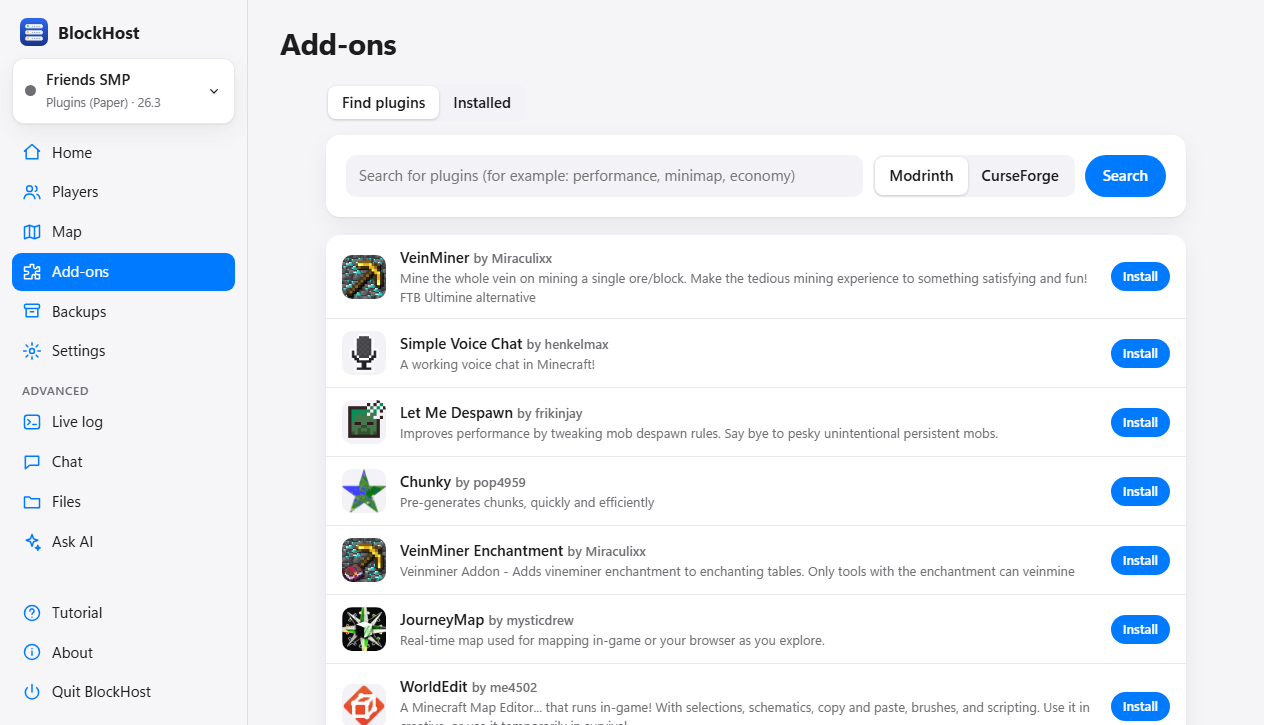 BlockHost
Friends SMP
Plugins (Paper) · 26.3
Home
Players
Map
Add-ons
Backups
Settings
ADVANCED
Live log
Chat
Files
Ask AI
Tutorial
About
Quit BlockHost
Add-ons
Find plugins Installed
Search for plugins (for example: performance, minimap, economy) Modrinth CurseForge Search
VeinMiner by Miraculixx
Mine the whole vein on mining a single ore/block. Make the tedious mining experience to something satisfying and fun!
FTB Ultimine alternative
Install
Simple Voice Chat by henkelmax
A working voice chat in Minecraft!
Install
Let Me Despawn by frikinjay
Improves performance by tweaking mob despawn rules. Say bye to pesky unintentional persistent mobs.
Install
Chunky by pop4959
Pre-generates chunks, quickly and efficiently
Install
VeinMiner Enchantment by Miraculixx
Veinminer Addon - Adds vineminer enchantment to enchanting tables. Only tools with the enchantment can veinmine
Install
JourneyMap by mysticdrew
Real-time map used for mapping in-game or your browser as you explore.
Install
WorldEdit by me4502
A Minecraft Map Editor... that runs in-game! With selections, schematics, copy and paste, brushes, and scripting. Use it in
creative, or use it temporarily in survival
Install